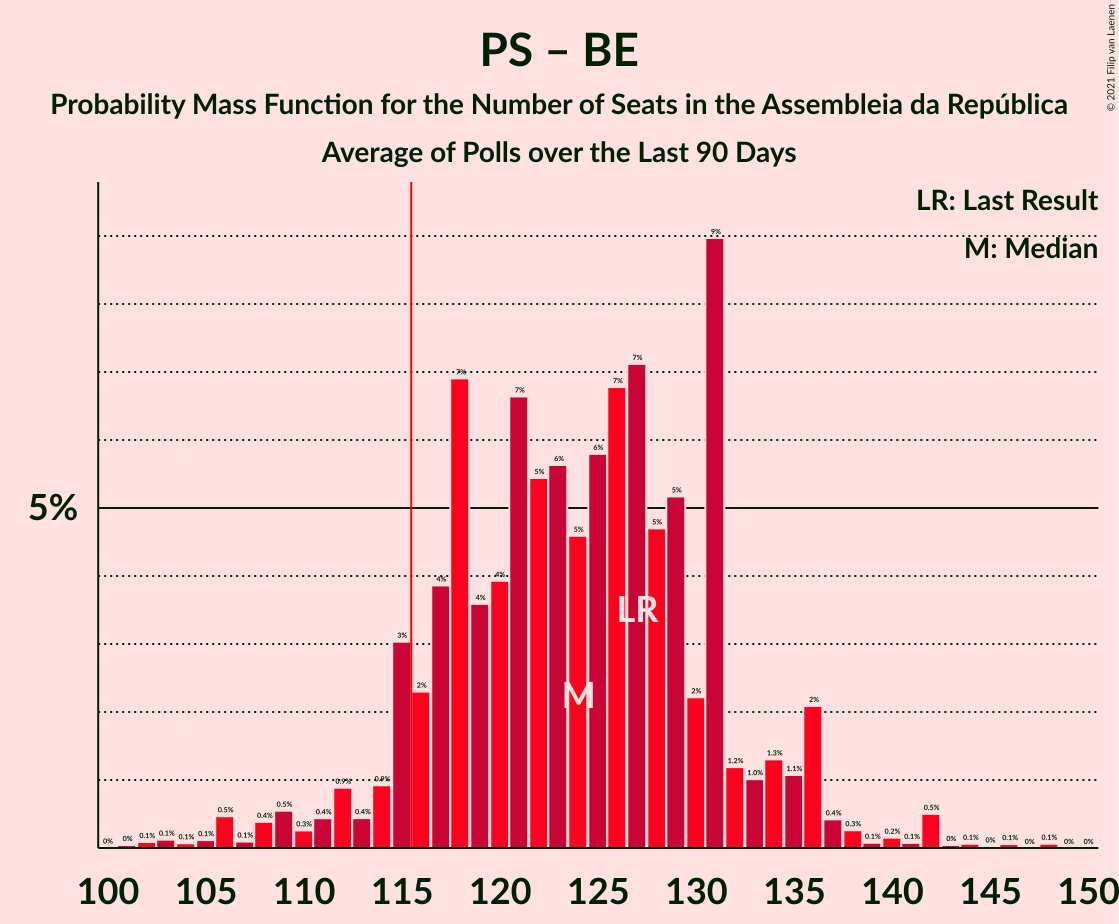 PS – BE
Probability Mass Function for the Number of Seats in the Assembleia da República
Average of Polls over the Last 90 Days
© 2021 Filip van Laenen
LR: Last Result
M: Median
5%
0% 0% 0.1% 0.1% 0.1% 0.1% 0.5% 0.1% 0.4% 0.5% 0.3% 0.4% 0.9% 0.4% 0.9% 3% 2% 4% 7% 4% 4% 7% 5% 6% 5% 6% 7% 7% 5% 5% 2% 9% 1.2% 1.0% 1.3% 1.1% 2% 0.4% 0.3% 0.1% 0.2% 0.1% 0.5% 0% 0.1% 0% 0.1% 0% 0.1% 0% 0%
LR
M
100 105 110 115 120 125 130 135 140 145 150